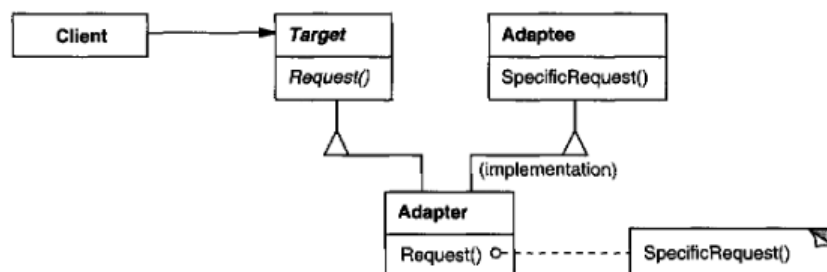 Client
Target
Request()
Adaptee
SpecificRequest()
(implementation)
Adapter
Request()
SpecificRequest()